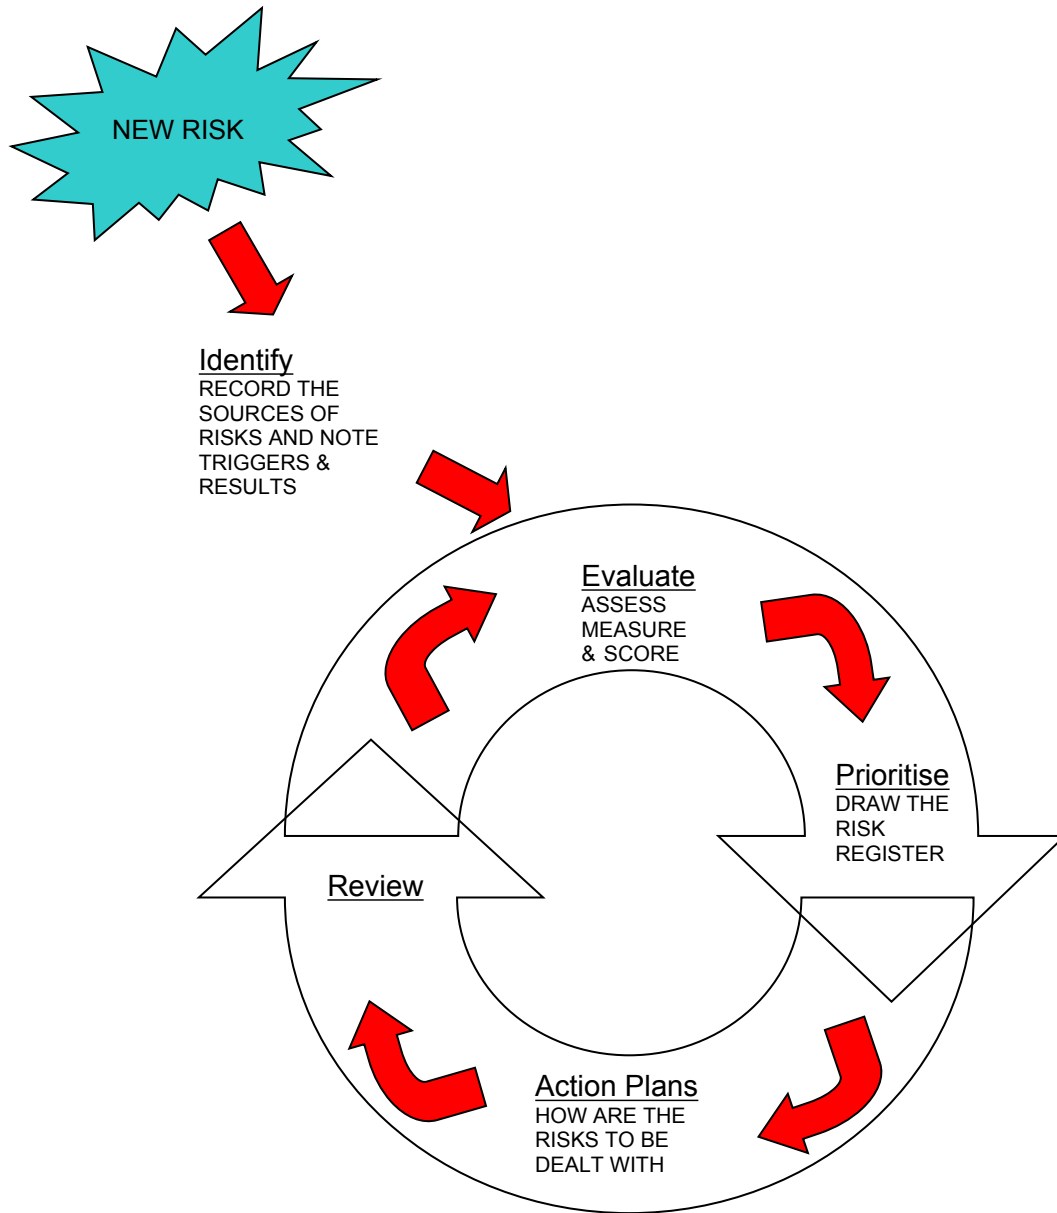 NEW RISK
Identify
RECORD THE
SOURCES OF
RISKS AND NOTE
TRIGGERS &
RESULTS
Evaluate
ASSESS
MEASURE
& SCORE
Prioritise
DRAW THE
RISK
REGISTER
Review
Action Plans
HOW ARE THE
RISKS TO BE
DEALT WITH